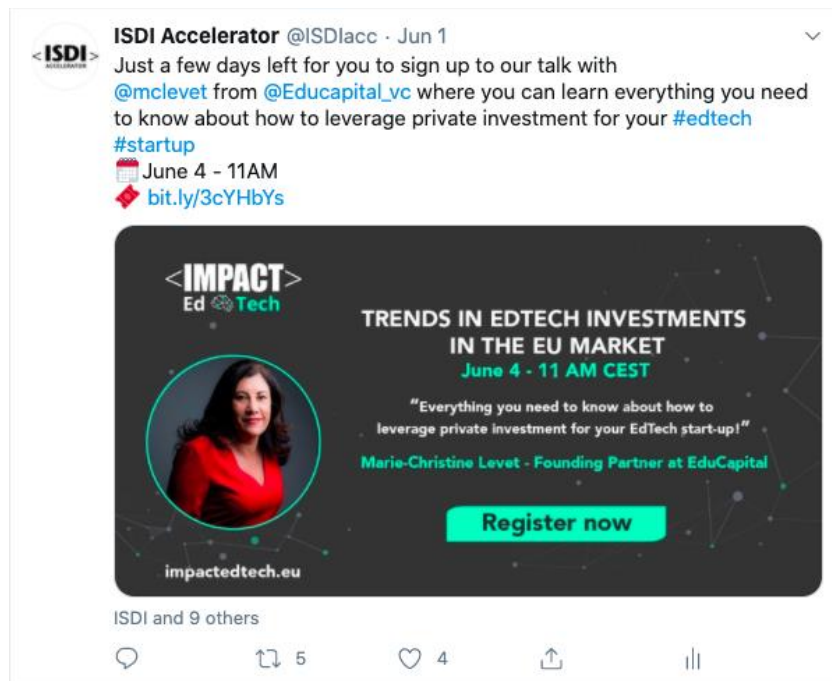 <ISDI>
ACCELERATOR
ISDI Accelerator @ISDIacc · Jun 1
Just a few days left for you to sign up to our talk with
@mclevet from @Educapital_vc where you can learn everything you need
to know about how to leverage private investment for your #edtech
#startup
June 4 - 11AM
bit.ly/3cYHbYs
<IMPACT>
Ed Tech
TRENDS IN EDTECH INVESTMENTS
IN THE EU MARKET
June 4 - 11 AM CEST
“Everything you need to know about how to
leverage private investment for your EdTech start-up!”
Marie-Christine Levet - Founding Partner at EduCapital
Register now
impactedtech.eu
ISDI and 9 others
5
4